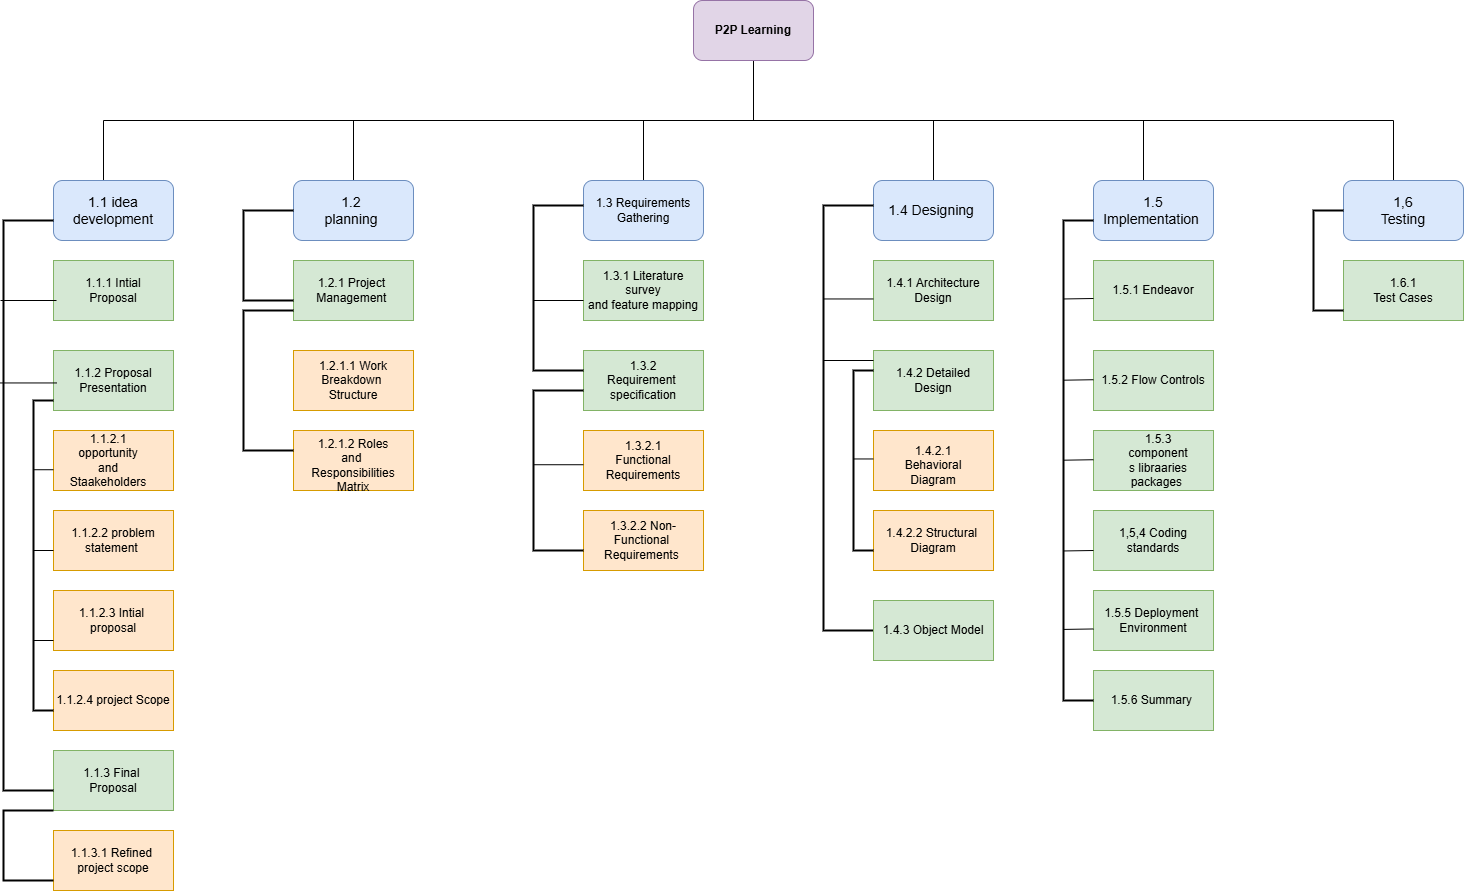 P2P Learning
1.1 idea
development
1.1.1 Intial
Proposal
1.1.2 Proposal
Presentation
1.1.2.1
opportunity
and
Staakeholders
1.1.2.2 problem
statement
1.1.2.3 Intial
proposal
1.1.2.4 project Scope
1.1.3 Final
Proposal
1.1.3.1 Refined
project scope
1.2
planning
1.2.1 Project
Management
1.2.1.1 Work
Breakdown
Structure
1.2.1.2 Roles
and
Responsibilities
Matrix
1.3 Requirements
Gathering
1.3.1 Literature
survey
and feature mapping
1.3.2
Requirement
specification
1.3.2.1
Functional
Requirements
1.3.2.2 Non-
Functional
Requirements
1.4 Designing
1.4.1 Architecture
Design
1.4.2 Detailed
Design
1.4.2.1
Behavioral
Diagram
1.4.2.2 Structural
Diagram
1.4.3 Object Model
1.5
Implementation
1.5.1 Endeavor
1.5.2 Flow Controls
1.5.3
component
s libraaries
packages
1,5,4 Coding
standards
1.5.5 Deployment
Environment
1.5.6 Summary
1,6
Testing
1.6.1
Test Cases